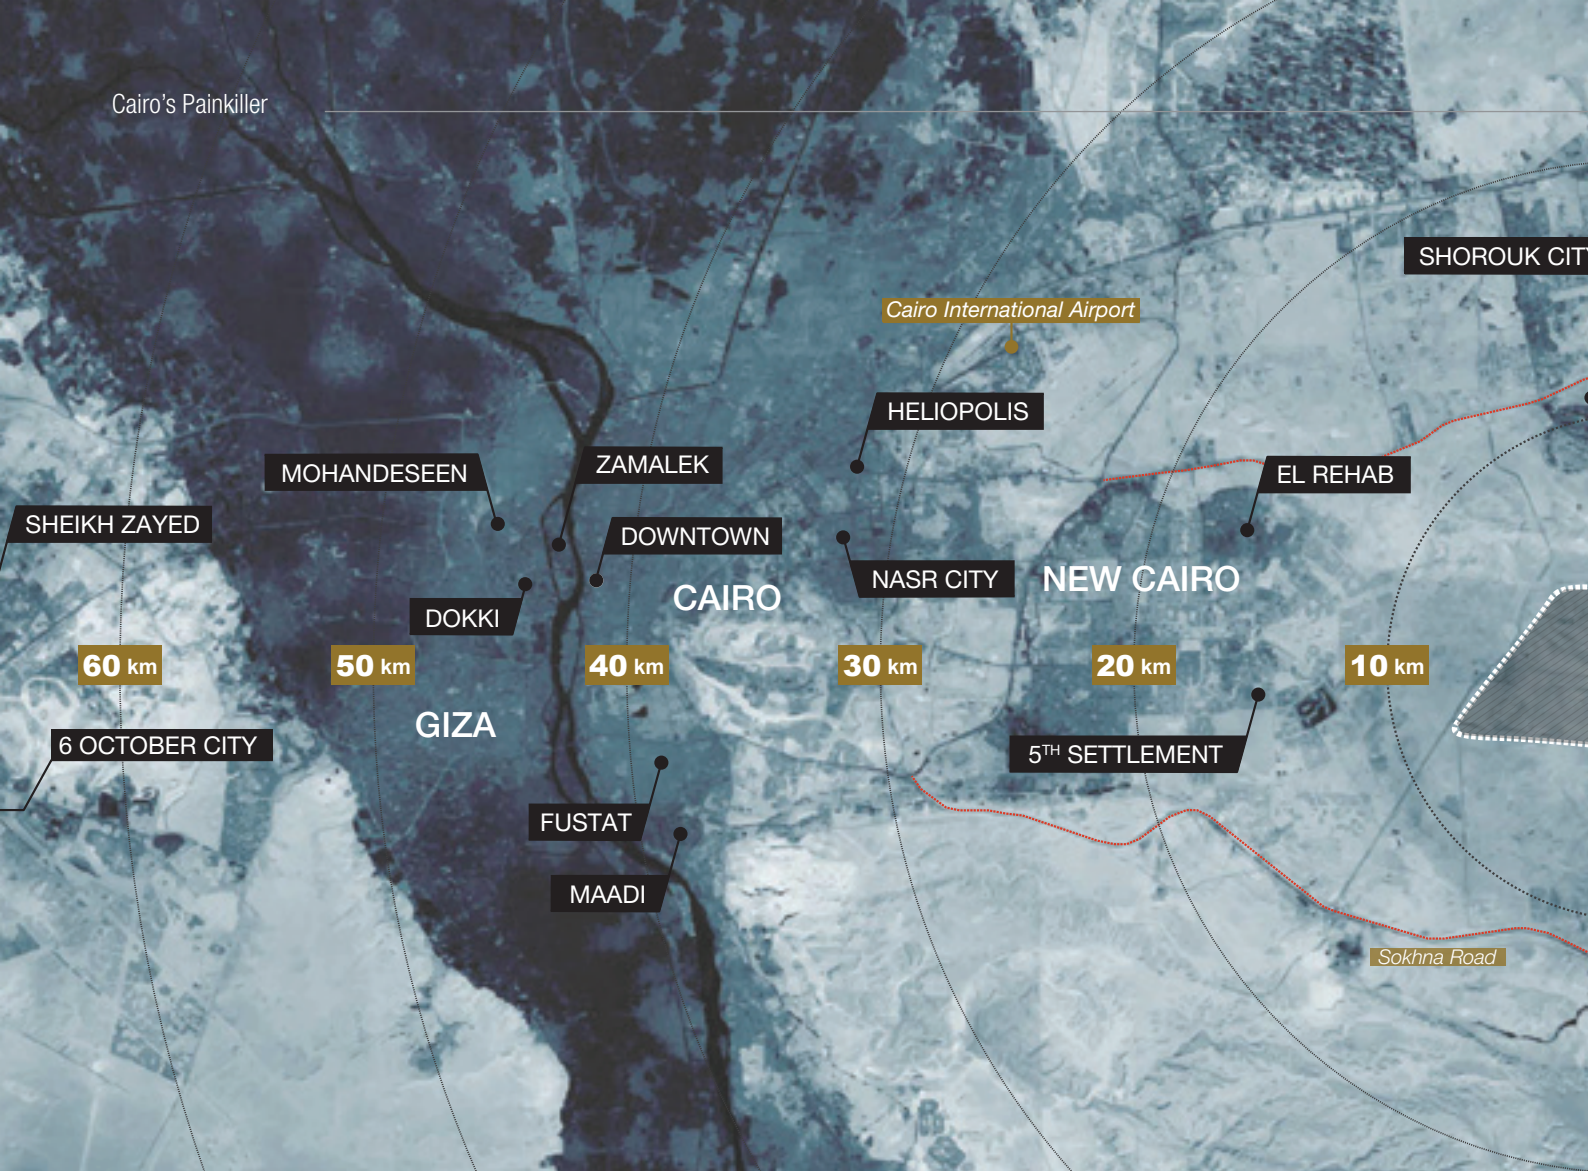 Cairo's Painkiller
SHOROUK CITY
Cairo International Airport
HELIOPOLIS
MOHANDESEEN
ZAMALEK
EL REHAB
SHEIKH ZAYED
DOWNTOWN
NASR CITY
NEW CAIRO
CAIRO
DOKKI
60 km
50 km
40 km
30 km
20 km
10 km
GIZA
6 OCTOBER CITY
5TH SETTLEMENT
FUSTAT
MAADI
Sokhna Road